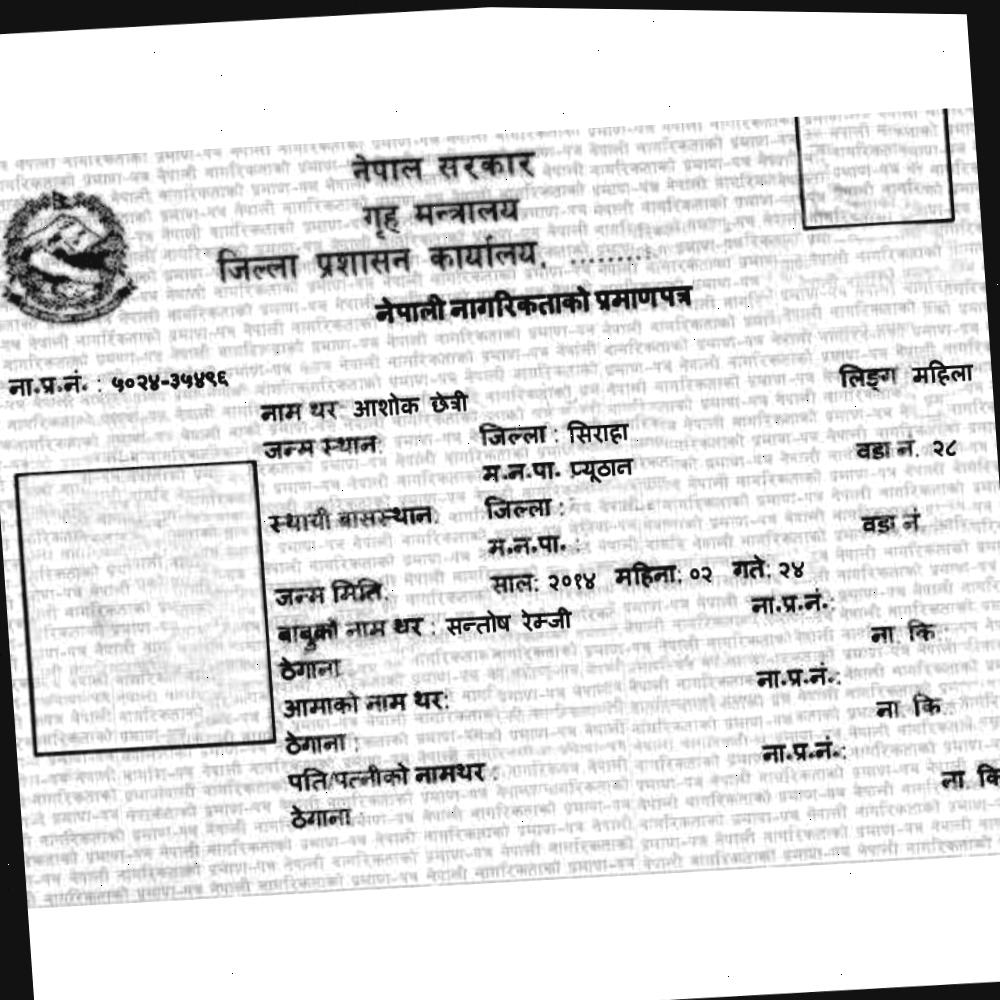 नेपाल सरकार
गृह मन्त्रालय
जिल्ला प्रशासन कार्यालय, .........
नेपाली नागरिकताको प्रमाणपत्र
ना.प्र.नं. : ५०२४-३५४९६
लिङ्ग महिला
नाम थर: आशोक छेत्री
जन्म स्थान: जिल्ला : सिराहा
म.न.पा. प्यूठान वडा नं. २८
स्थायी बासस्थान: जिल्ला :
म.न.पा. : वडा नं.
जन्म मिति: साल: २०१४ महिना: ०२ गते: २४
बाबुको नाम थर : सन्तोष रेम्जी ना.प्र.नं.:
ठेगाना ना. कि.:
आमाको नाम थर: ना.प्र.नं.:
ठेगाना : ना. कि.
पति/पत्नीको नामथर : ना.प्र.नं.:
ठेगाना : ना. कि